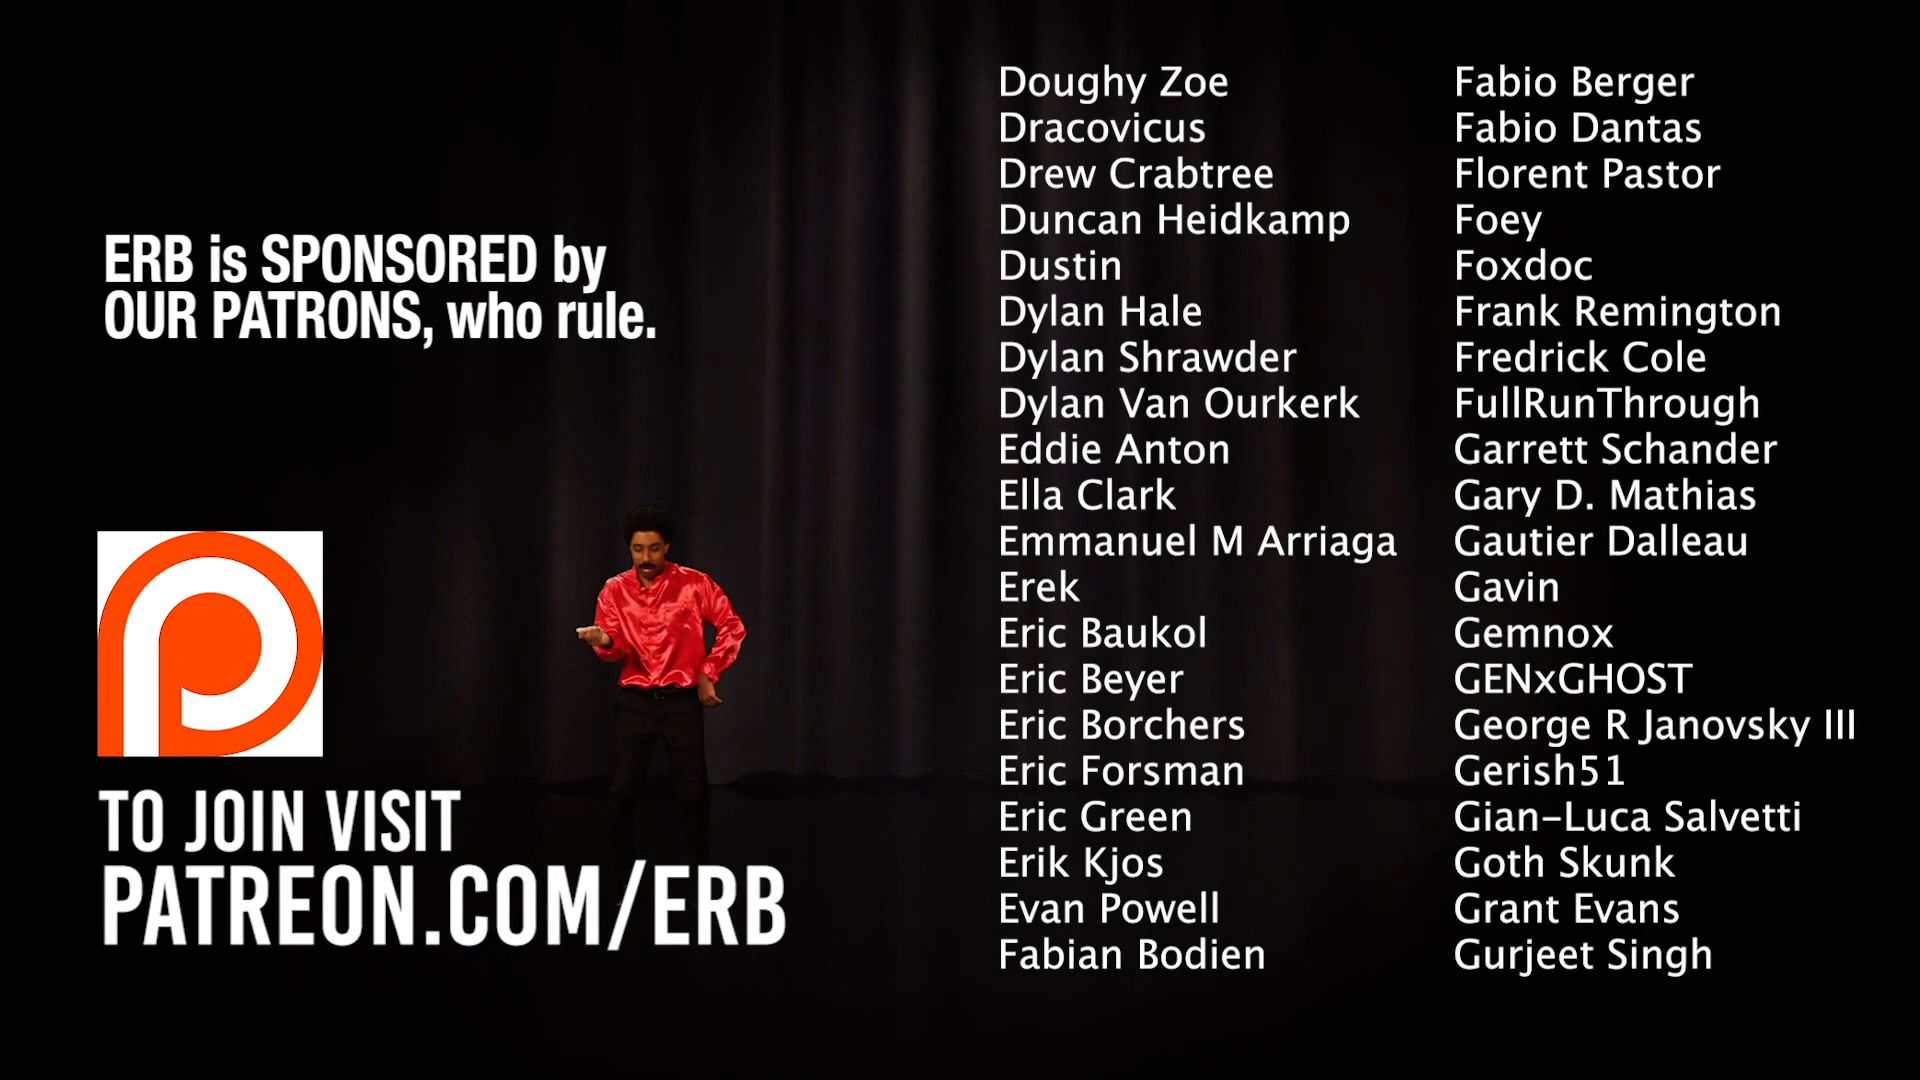 ERB is SPONSORED by
OUR PATRONS, who rule.
TO JOIN VISIT
PATREON.COM/ERB
Doughy Zoe
Dracovicus
Drew Crabtree
Duncan Heidkamp
Dustin
Dylan Hale
Dylan Shrawder
Dylan Van Ourkerk
Eddie Anton
Ella Clark
Emmanuel M Arriaga
Erek
Eric Baukol
Eric Beyer
Eric Borchers
Eric Forsman
Eric Green
Erik Kjos
Evan Powell
Fabian Bodien
Fabio Berger
Fabio Dantas
Florent Pastor
Foey
Foxdoc
Frank Remington
Fredrick Cole
FullRunThrough
Garrett Schander
Gary D. Mathias
Gautier Dalleau
Gavin
Gemnox
GENxGHOST
George R Janovsky III
Gerish51
Gian-Luca Salvetti
Goth Skunk
Grant Evans
Gurjeet Singh